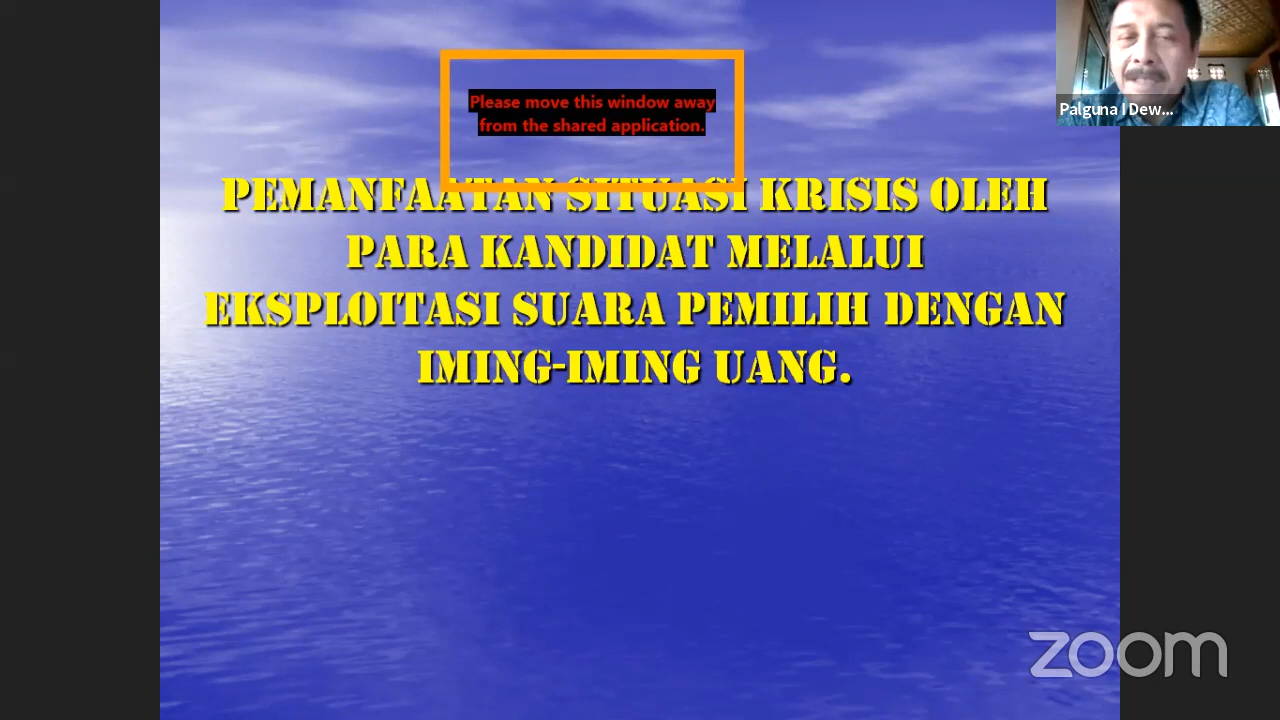 Please move this window away
from the shared application.
PEMANFAATAN SITUASI KRISIS OLEH
PARA KANDIDAT MELALUI
EKSPLOITASI SUARA PEMILIH DENGAN
IMING-IMING UANG.
Palguna I Dew...
zoom